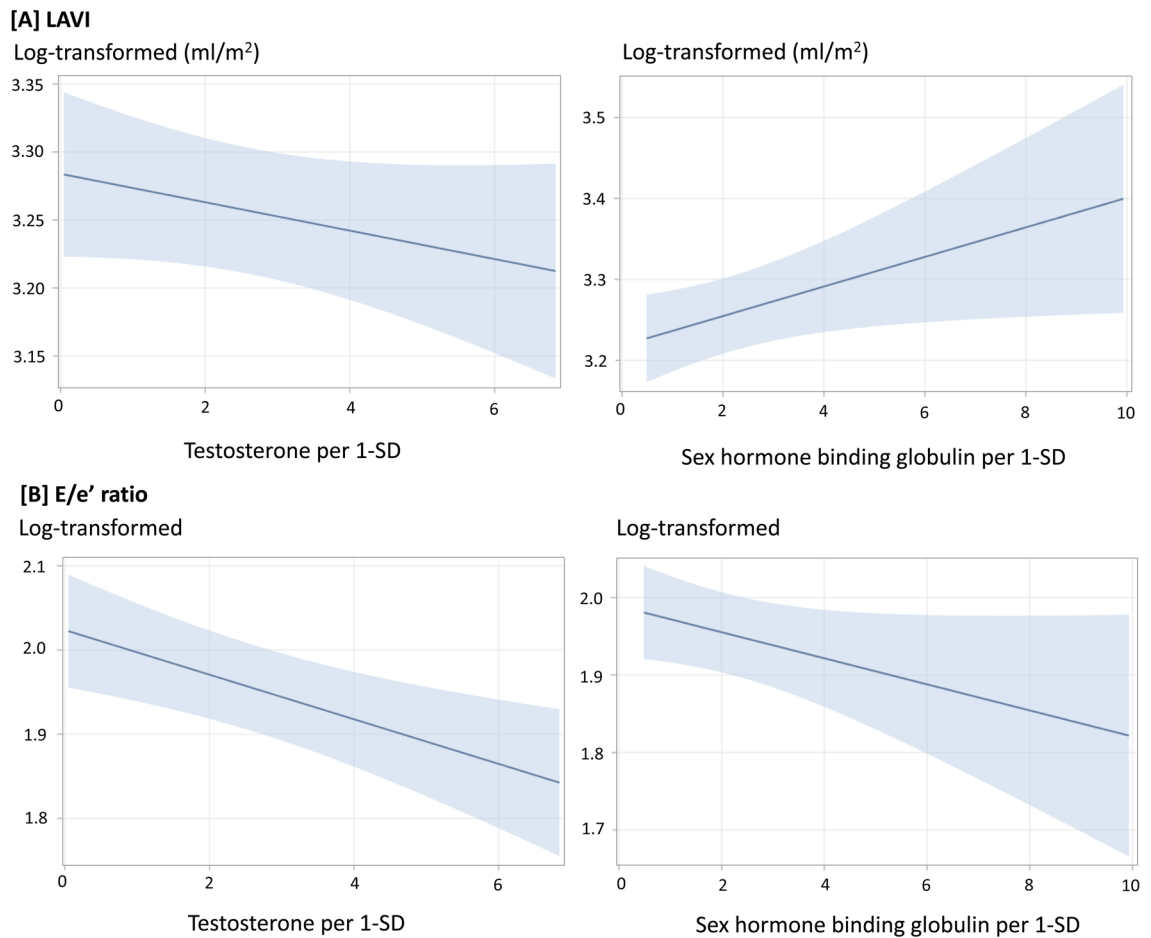 [A] LAVI
Log-transformed (ml/m²)
3.35
3.30
3.25
3.20
3.15
0 2 4 6
Testosterone per 1-SD
Log-transformed (ml/m²)
3.5
3.4
3.3
3.2
0 2 4 6 8 10
Sex hormone binding globulin per 1-SD
[B] E/e’ ratio
Log-transformed
2.1
2.0
1.9
1.8
0 2 4 6
Testosterone per 1-SD
Log-transformed
2.0
1.9
1.8
1.7
0 2 4 6 8 10
Sex hormone binding globulin per 1-SD